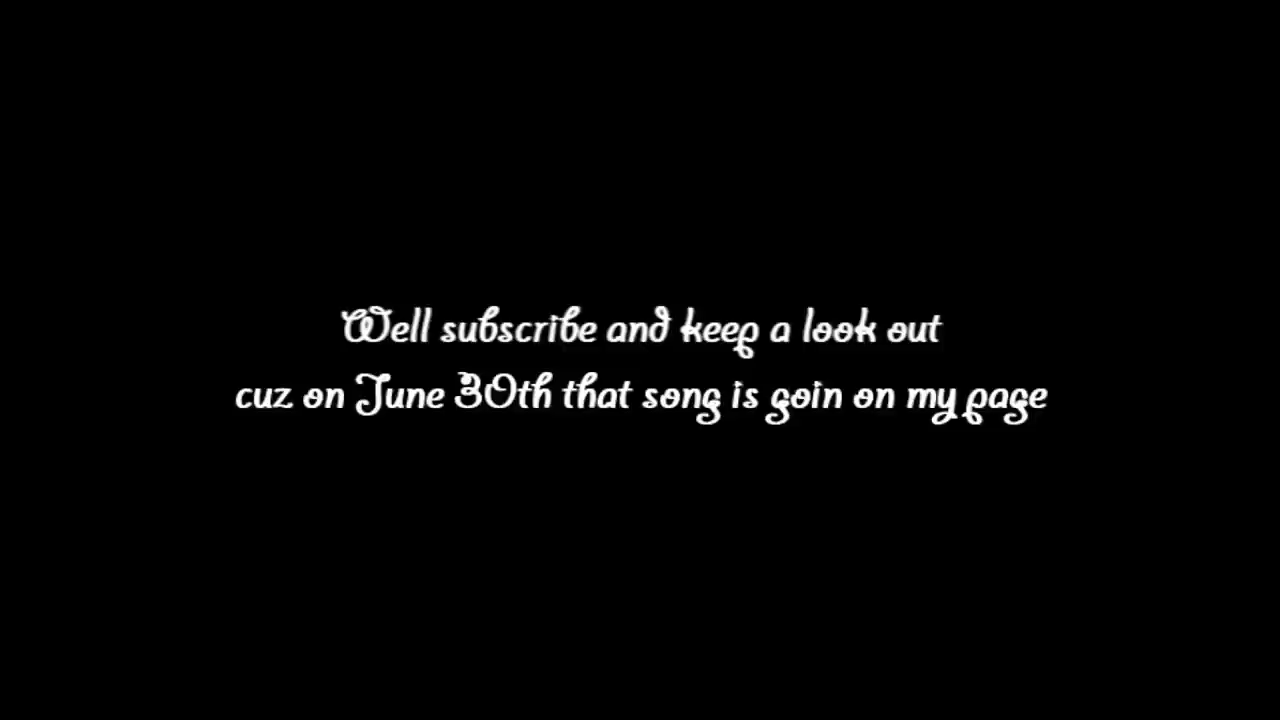 Well subscribe and keep a look out
cuz on June 30th that song is goin on my page